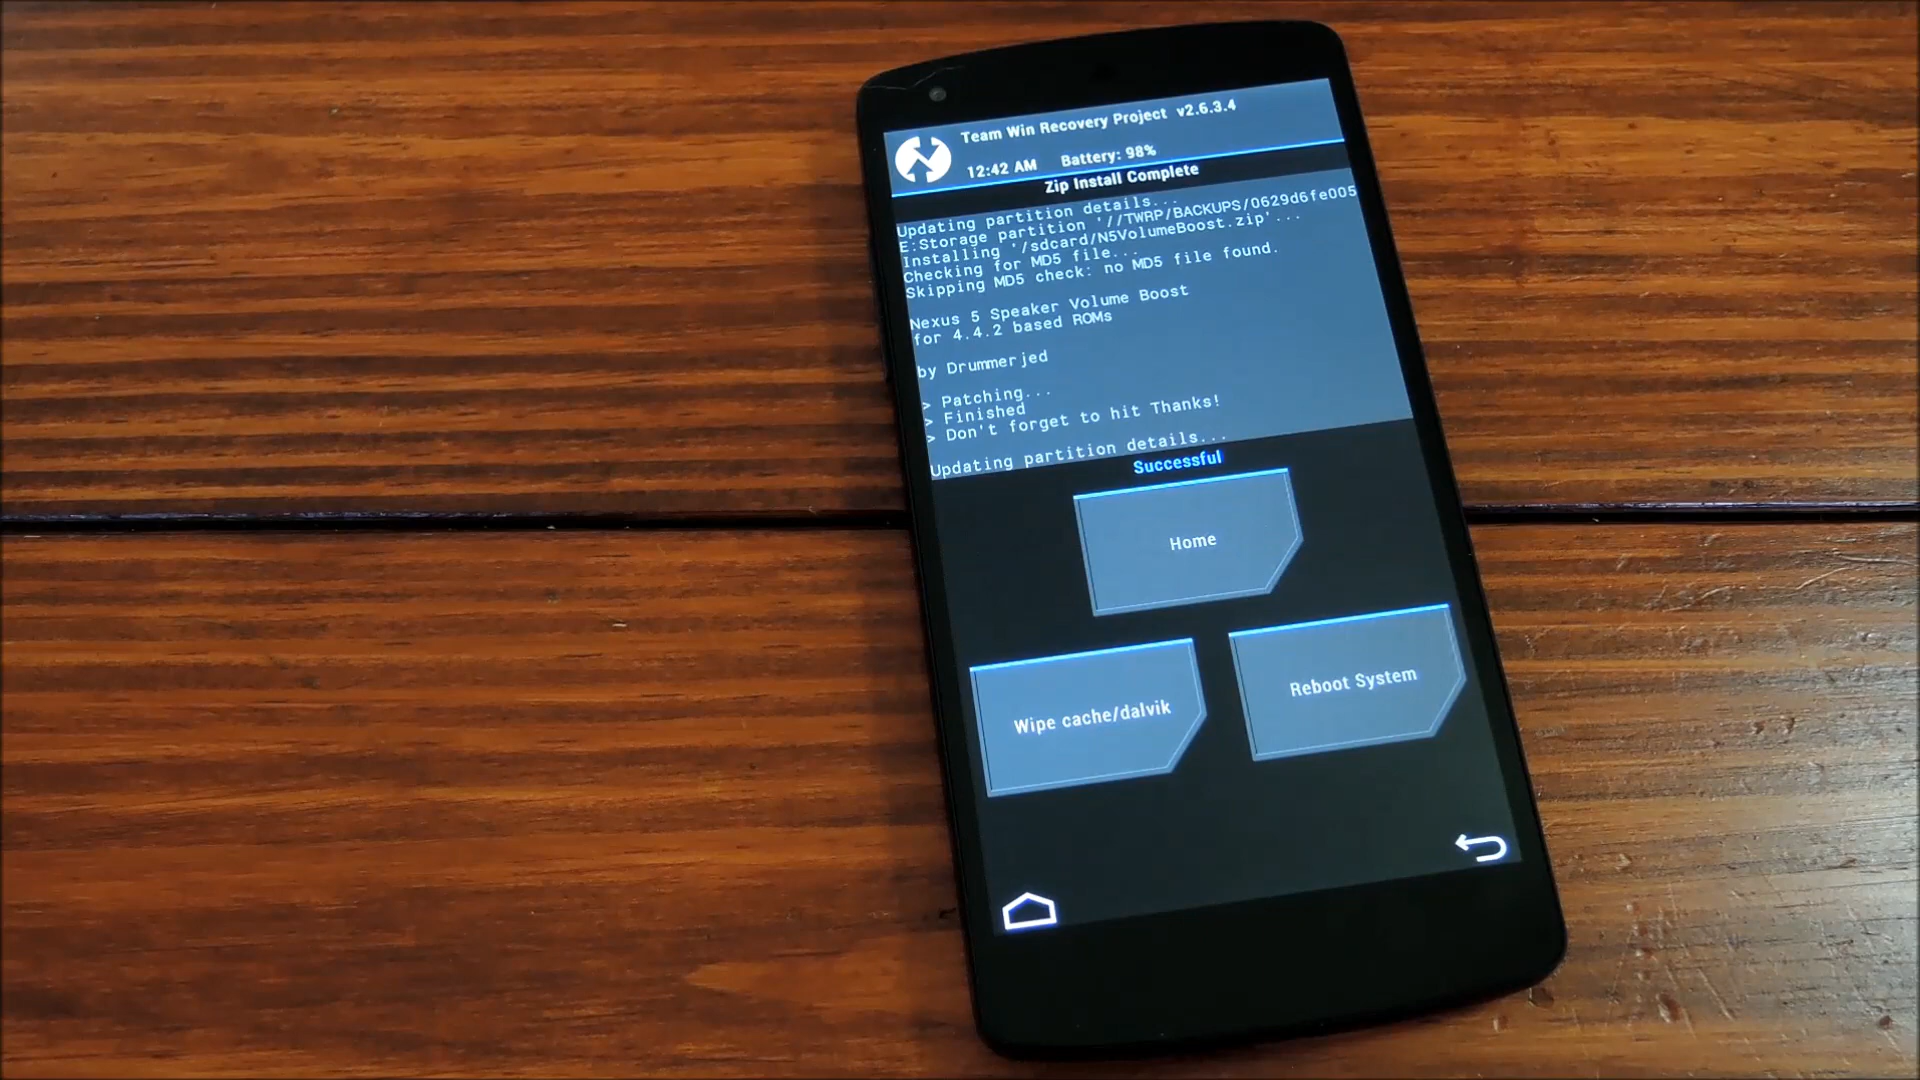 Team Win Recovery Project v2.6.3.4
12:42 AM Battery: 98%
Zip Install Complete
Updating partition details...
E:Storage partition '//TWRP/BACKUPS/0629d6fe005
Installing '/sdcard/N5VolumeBoost.zip'...
Checking for MD5 file...
Skipping MD5 check: no MD5 file found.
Nexus 5 Speaker Volume Boost
for 4.4.2 based ROMs
by Drummerjed
> Patching...
> Finished
> Don't forget to hit Thanks!
Updating partition details...
Successful
Home
Wipe cache/dalvik
Reboot System